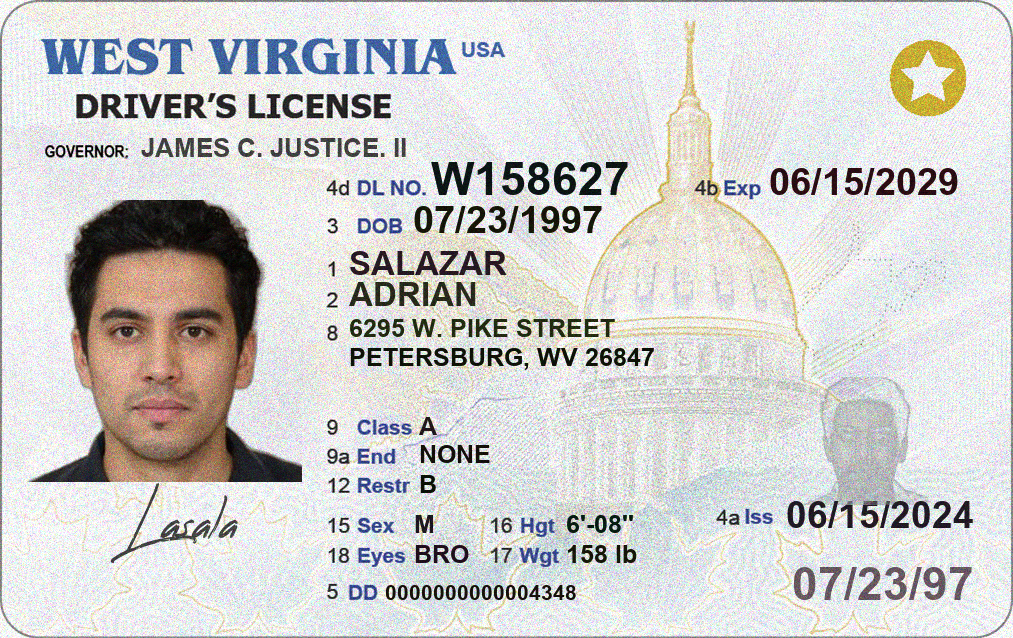 WEST VIRGINIA USA
DRIVER'S LICENSE
GOVERNOR: JAMES C. JUSTICE. II
4d DL NO. W158627 4b Exp 06/15/2029
3 DOB 07/23/1997
1 SALAZAR
2 ADRIAN
8 6295 W. PIKE STREET
PETERSBURG, WV 26847
9 Class A
9a End NONE
12 Restr B
15 Sex M 16 Hgt 6'-08"
4a Iss 06/15/2024
18 Eyes BRO 17 Wgt 158 lb
5 DD 0000000000004348
07/23/97
Lasala